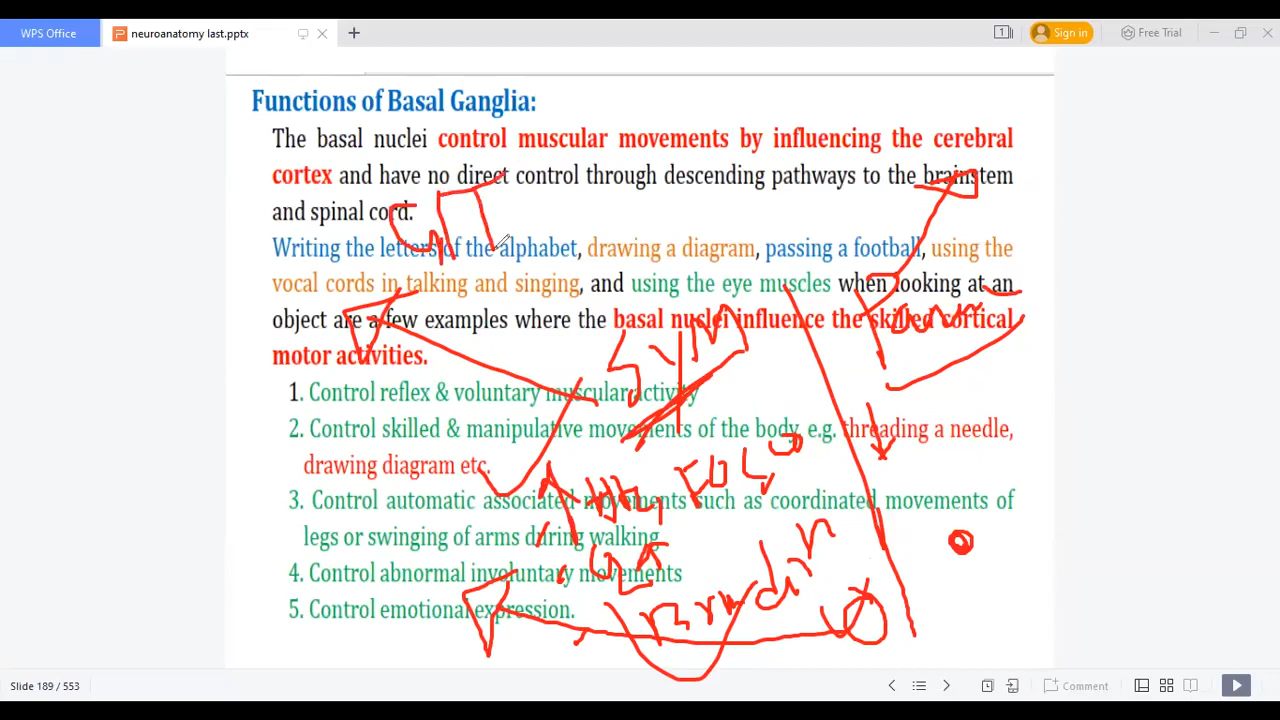 WPS Office
neuroanatomy last.pptx
Sign in
Free Trial
Functions of Basal Ganglia:
The basal nuclei control muscular movements by influencing the cerebral
cortex and have no direct control through descending pathways to the brainstem
and spinal cord.
Writing the letters of the alphabet, drawing a diagram, passing a football, using the
vocal cords in talking and singing, and using the eye muscles when looking at an
object are a few examples where the basal nuclei influence the skilled cortical
motor activities.
1. Control reflex & voluntary muscular activity
2. Control skilled & manipulative movements of the body, e.g. threading a needle,
drawing diagram etc.
3. Control automatic associated movements such as coordinated movements of
legs or swinging of arms during walking
4. Control abnormal involuntary movements
5. Control emotional expression.
SYM
Slide 189 / 553
Comment